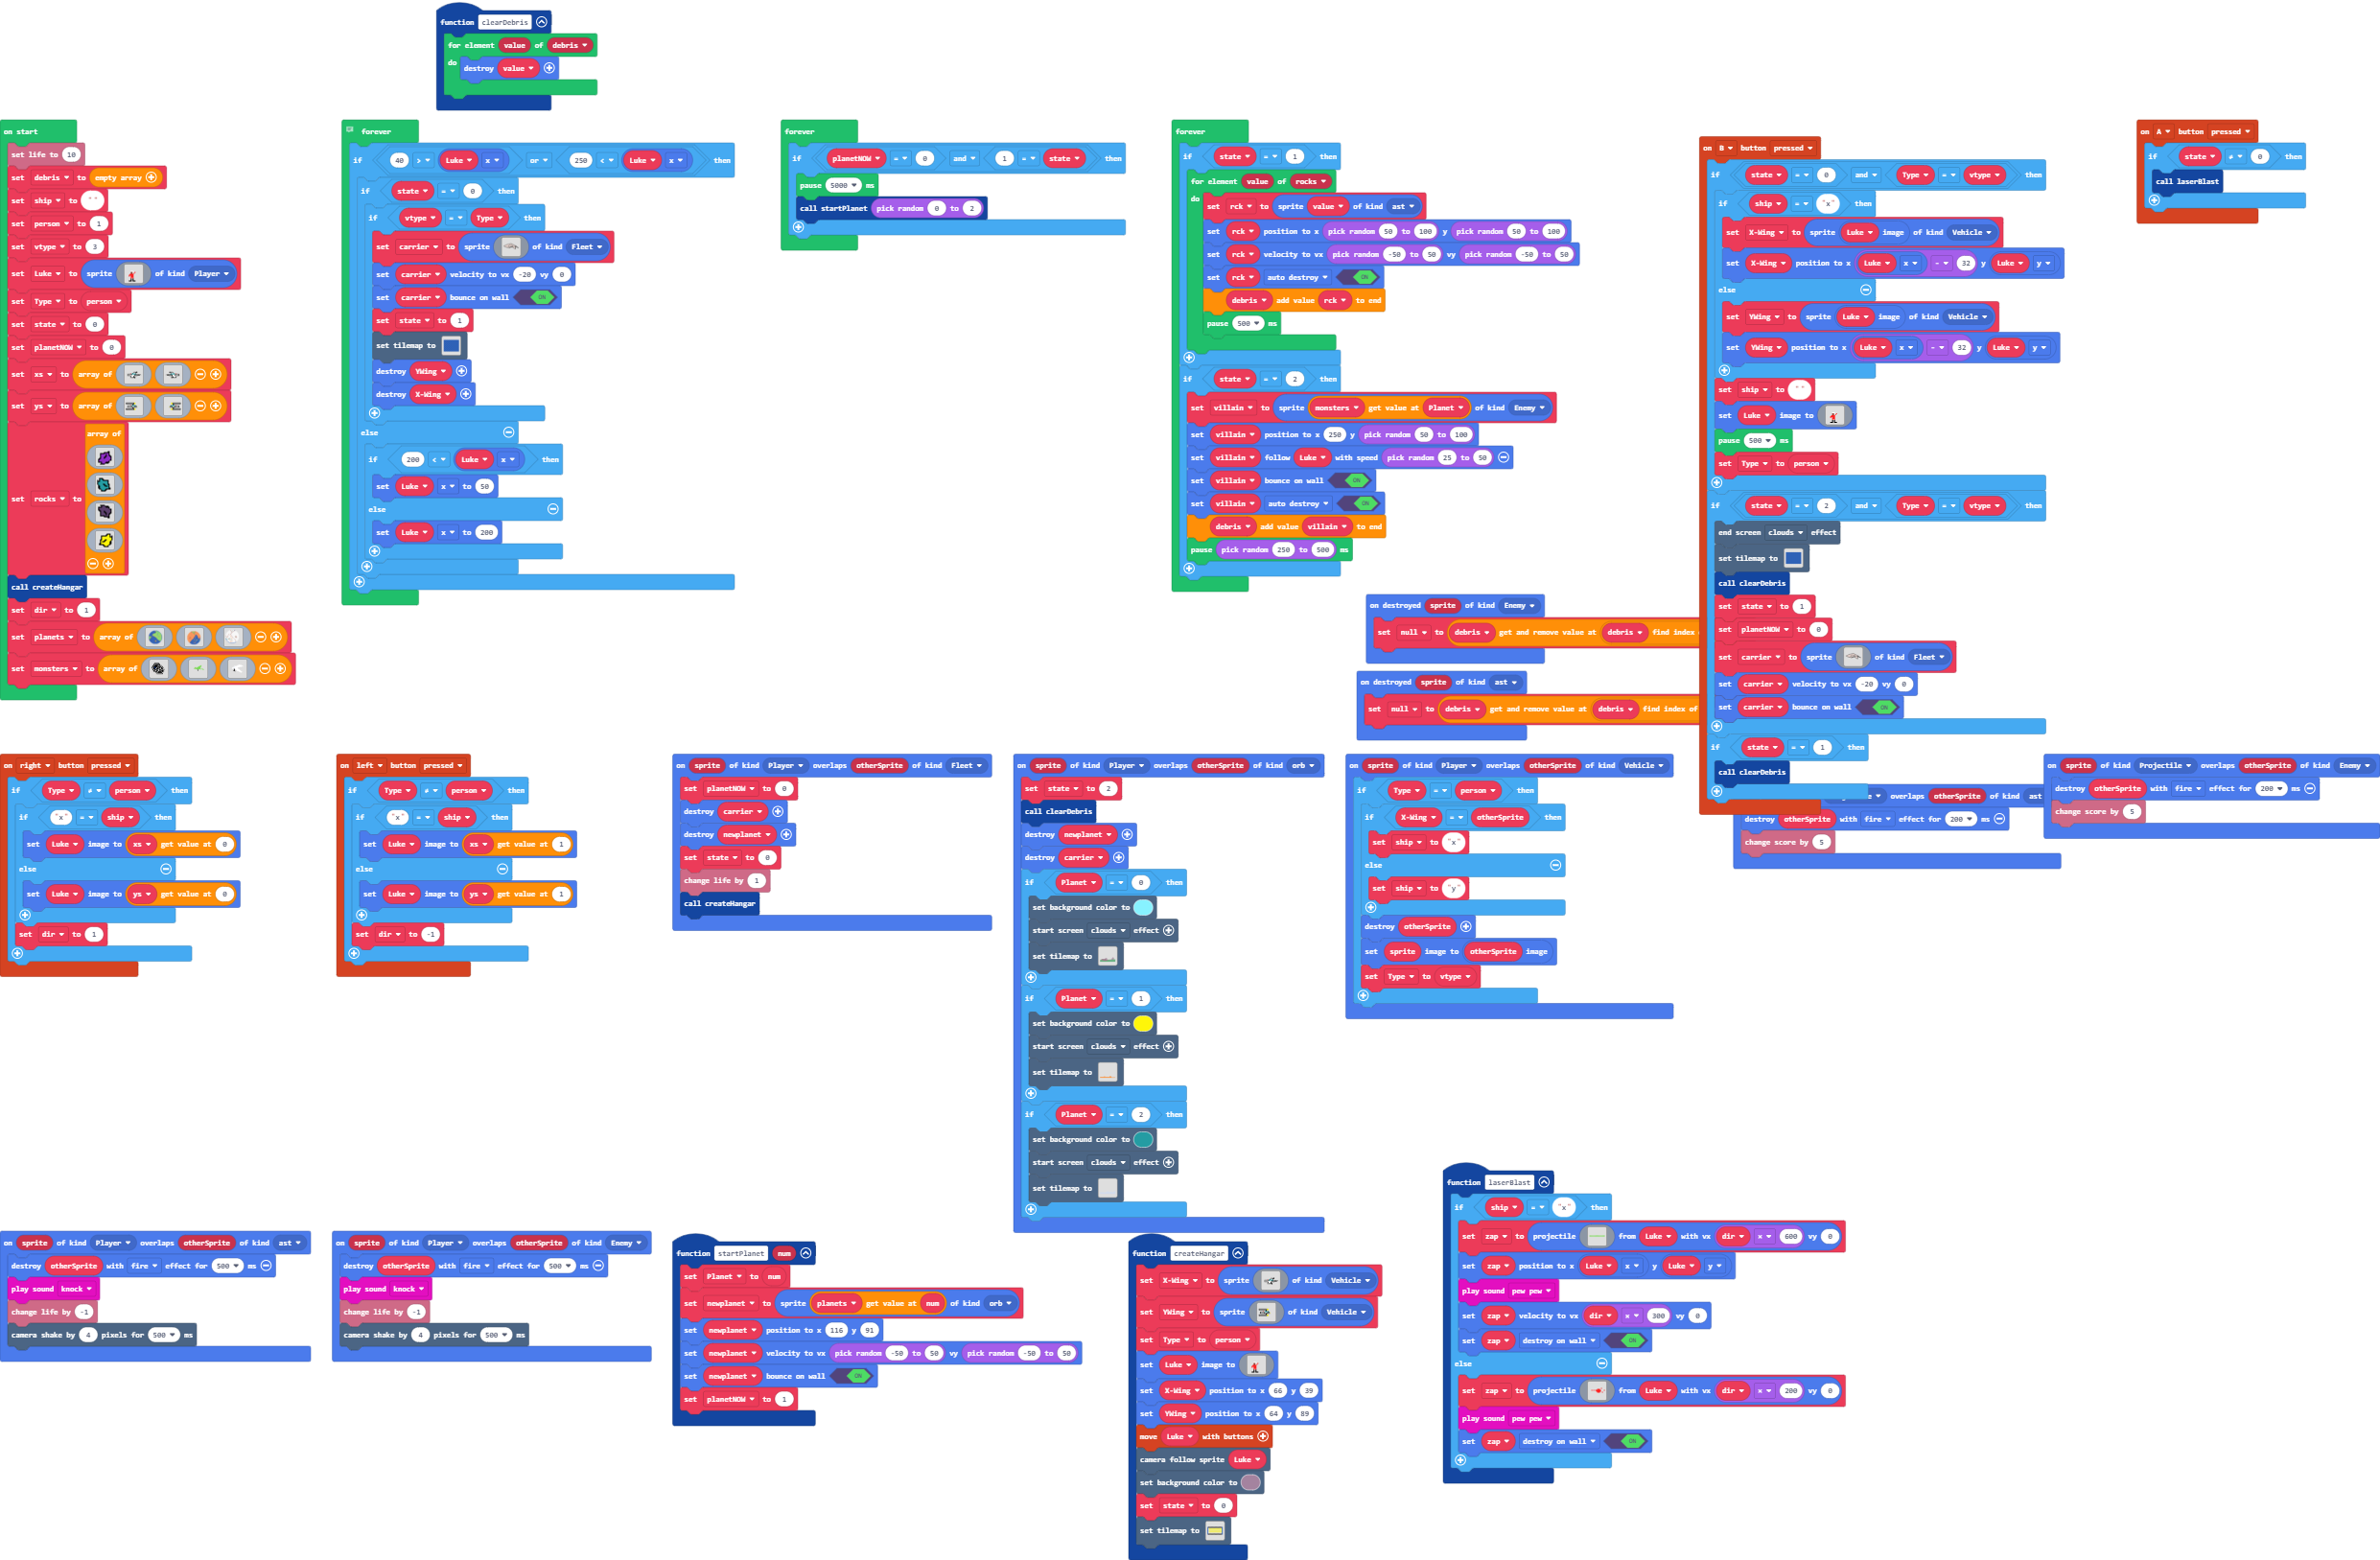 function clearDebris
for element value of debris
do
destroy value
on start
set life to 10
set debris to empty array
set ship to " "
set person to 1
set vtype to 3
set Luke to sprite of kind Player
set Type to person
set state to 0
set planetNOW to 0
set xs to array of
set ys to array of
array of
set rocks to
call createHangar
set dir to 1
set planets to array of
set monsters to array of
forever
if 40 > Luke x or 250 < Luke x then
if state = 0 then
if vtype = Type then
set carrier to sprite of kind Fleet
set carrier velocity to vx -20 vy 0
set carrier bounce on wall ON
set state to 1
set tilemap to
destroy YWing
destroy X-Wing
else
if 200 < Luke x then
set Luke x to 50
else
set Luke x to 200
forever
if planetNOW = 0 and 1 = state then
pause 5000 ms
call startPlanet pick random 0 to 2
forever
if state = 1 then
for element value of rocks
do
set rck to sprite value of kind ast
set rck position to x pick random 50 to 100 y pick random 50 to 100
set rck velocity to vx pick random -50 to 50 vy pick random -50 to 50
set rck auto destroy ON
debris add value rck to end
pause 500 ms
if state = 2 then
set villain to sprite monsters get value at Planet of kind Enemy
set villain position to x 250 y pick random 50 to 100
set villain follow Luke with speed pick random 25 to 50
set villain bounce on wall ON
set villain auto destroy ON
debris add value villain to end
pause pick random 250 to 500 ms
on destroyed sprite of kind Enemy
set null to debris get and remove value at debris find index
on destroyed sprite of kind ast
set null to debris get and remove value at debris find index of
on B button pressed
if state = 0 and Type = vtype then
if ship = "x" then
set X-Wing to sprite Luke image of kind Vehicle
set X-Wing position to x Luke x - 32 y Luke y
else
set YWing to sprite Luke image of kind Vehicle
set YWing position to x Luke x - 32 y Luke y
set ship to " "
set Luke image to
pause 500 ms
set Type to person
if state = 2 and Type = vtype then
end screen clouds effect
set tilemap to
call clearDebris
set state to 1
set planetNOW to 0
set carrier to sprite of kind Fleet
set carrier velocity to vx -20 vy 0
set carrier bounce on wall ON
if state = 1 then
call clearDebris
on A button pressed
if state ≠ 0 then
call laserBlast
on right button pressed
if Type ≠ person then
if "x" = ship then
set Luke image to xs get value at 0
else
set Luke image to ys get value at 0
set dir to 1
on left button pressed
if Type ≠ person then
if "x" = ship then
set Luke image to xs get value at 1
else
set Luke image to ys get value at 1
set dir to -1
on sprite of kind Player overlaps otherSprite of kind Fleet
set planetNOW to 0
destroy carrier
destroy newplanet
set state to 0
change life by 1
call createHangar
on sprite of kind Player overlaps otherSprite of kind orb
set state to 2
call clearDebris
destroy newplanet
destroy carrier
if Planet = 0 then
set background color to
start screen clouds effect
set tilemap to
if Planet = 1 then
set background color to
start screen clouds effect
set tilemap to
if Planet = 2 then
set background color to
start screen clouds effect
set tilemap to
on sprite of kind Player overlaps otherSprite of kind Vehicle
if Type = person then
if X-Wing = otherSprite then
set ship to "x"
else
set ship to "y"
destroy otherSprite
set sprite image to otherSprite image
set Type to vtype
overlaps otherSprite of kind ast
destroy otherSprite with fire effect for 200 ms
change score by 5
on sprite of kind Projectile overlaps otherSprite of kind Enemy
destroy otherSprite with fire effect for 200 ms
change score by 5
on sprite of kind Player overlaps otherSprite of kind ast
destroy otherSprite with fire effect for 500 ms
play sound knock
change life by -1
camera shake by 4 pixels for 500 ms
on sprite of kind Player overlaps otherSprite of kind Enemy
destroy otherSprite with fire effect for 500 ms
play sound knock
change life by -1
camera shake by 4 pixels for 500 ms
function startPlanet num
set Planet to num
set newplanet to sprite planets get value at num of kind orb
set newplanet position to x 116 y 91
set newplanet velocity to vx pick random -50 to 50 vy pick random -50 to 50
set newplanet bounce on wall ON
set planetNOW to 1
function createHangar
set X-Wing to sprite of kind Vehicle
set YWing to sprite of kind Vehicle
set Type to person
set Luke image to
set X-Wing position to x 66 y 39
set YWing position to x 64 y 89
move Luke with buttons
camera follow sprite Luke
set background color to
set state to 0
set tilemap to
function laserBlast
if ship = "x" then
set zap to projectile from Luke with vx dir × 600 vy 0
set zap position to x Luke x y Luke y
play sound pew pew
set zap velocity to vx dir × 300 vy 0
set zap destroy on wall ON
else
set zap to projectile from Luke with vx dir × 200 vy 0
play sound pew pew
set zap destroy on wall ON